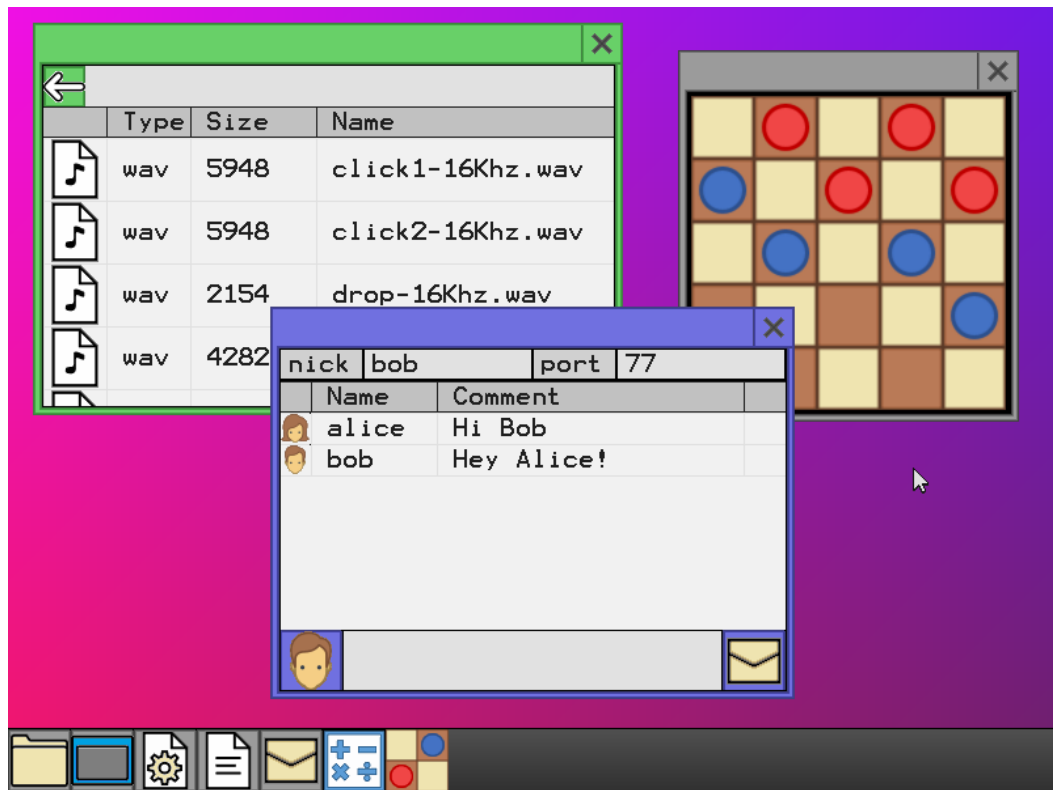 Type Size Name
wav 5948 click1-16Khz.wav
wav 5948 click2-16Khz.wav
wav 2154 drop-16Khz.wav
wav 4282
nick bob port 77
Name Comment
alice Hi Bob
bob Hey Alice!